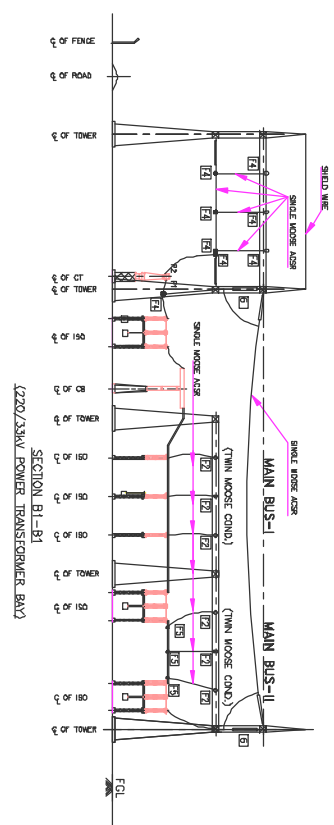 ℄ OF FENCE
℄ OF ROAD
℄ OF TOWER
℄ OF CT
℄ OF TOWER
℄ OF ISO
℄ OF CB
℄ OF TOWER
℄ OF ISO
℄ OF ISO
℄ OF ISO
℄ OF TOWER
℄ OF ISO
℄ OF ISO
℄ OF TOWER
SHIELD WIRE
SINGLE MOOSE ACSR
F4
F4
F4
F4
F4
F4
F4
F4
P2
P1
6
SINGLE MOOSE ACSR
SINGLE MOOSE ACSR
MAIN BUS-I
MAIN BUS-II
(TWIN MOOSE COND.)
(TWIN MOOSE COND.)
F2
F2
F2
F2
F2
F2
F5
F5
F5
6
FGL
SECTION B1-B1
(220/33kV POWER TRANSFORMER BAY)